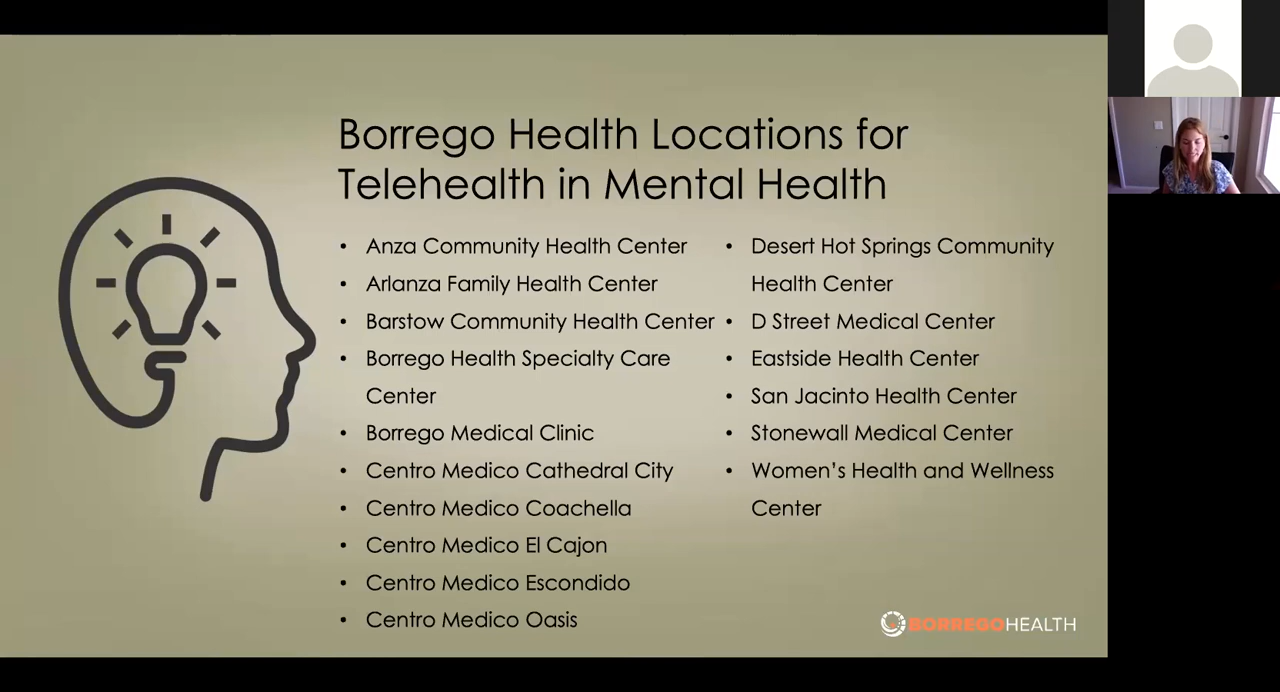 Borrego Health Locations for
Telehealth in Mental Health
• Anza Community Health Center
• Arlanza Family Health Center
• Barstow Community Health Center
• Borrego Health Specialty Care
Center
• Borrego Medical Clinic
• Centro Medico Cathedral City
• Centro Medico Coachella
• Centro Medico El Cajon
• Centro Medico Escondido
• Centro Medico Oasis
• Desert Hot Springs Community
Health Center
• D Street Medical Center
• Eastside Health Center
• San Jacinto Health Center
• Stonewall Medical Center
• Women’s Health and Wellness
Center
BORREGOHEALTH